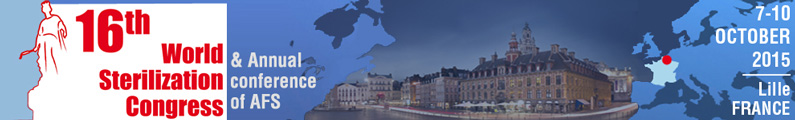 16th
World
Sterilization
Congress
& Annual
conference
of AFS
7-10
OCTOBER
2015
Lille
FRANCE